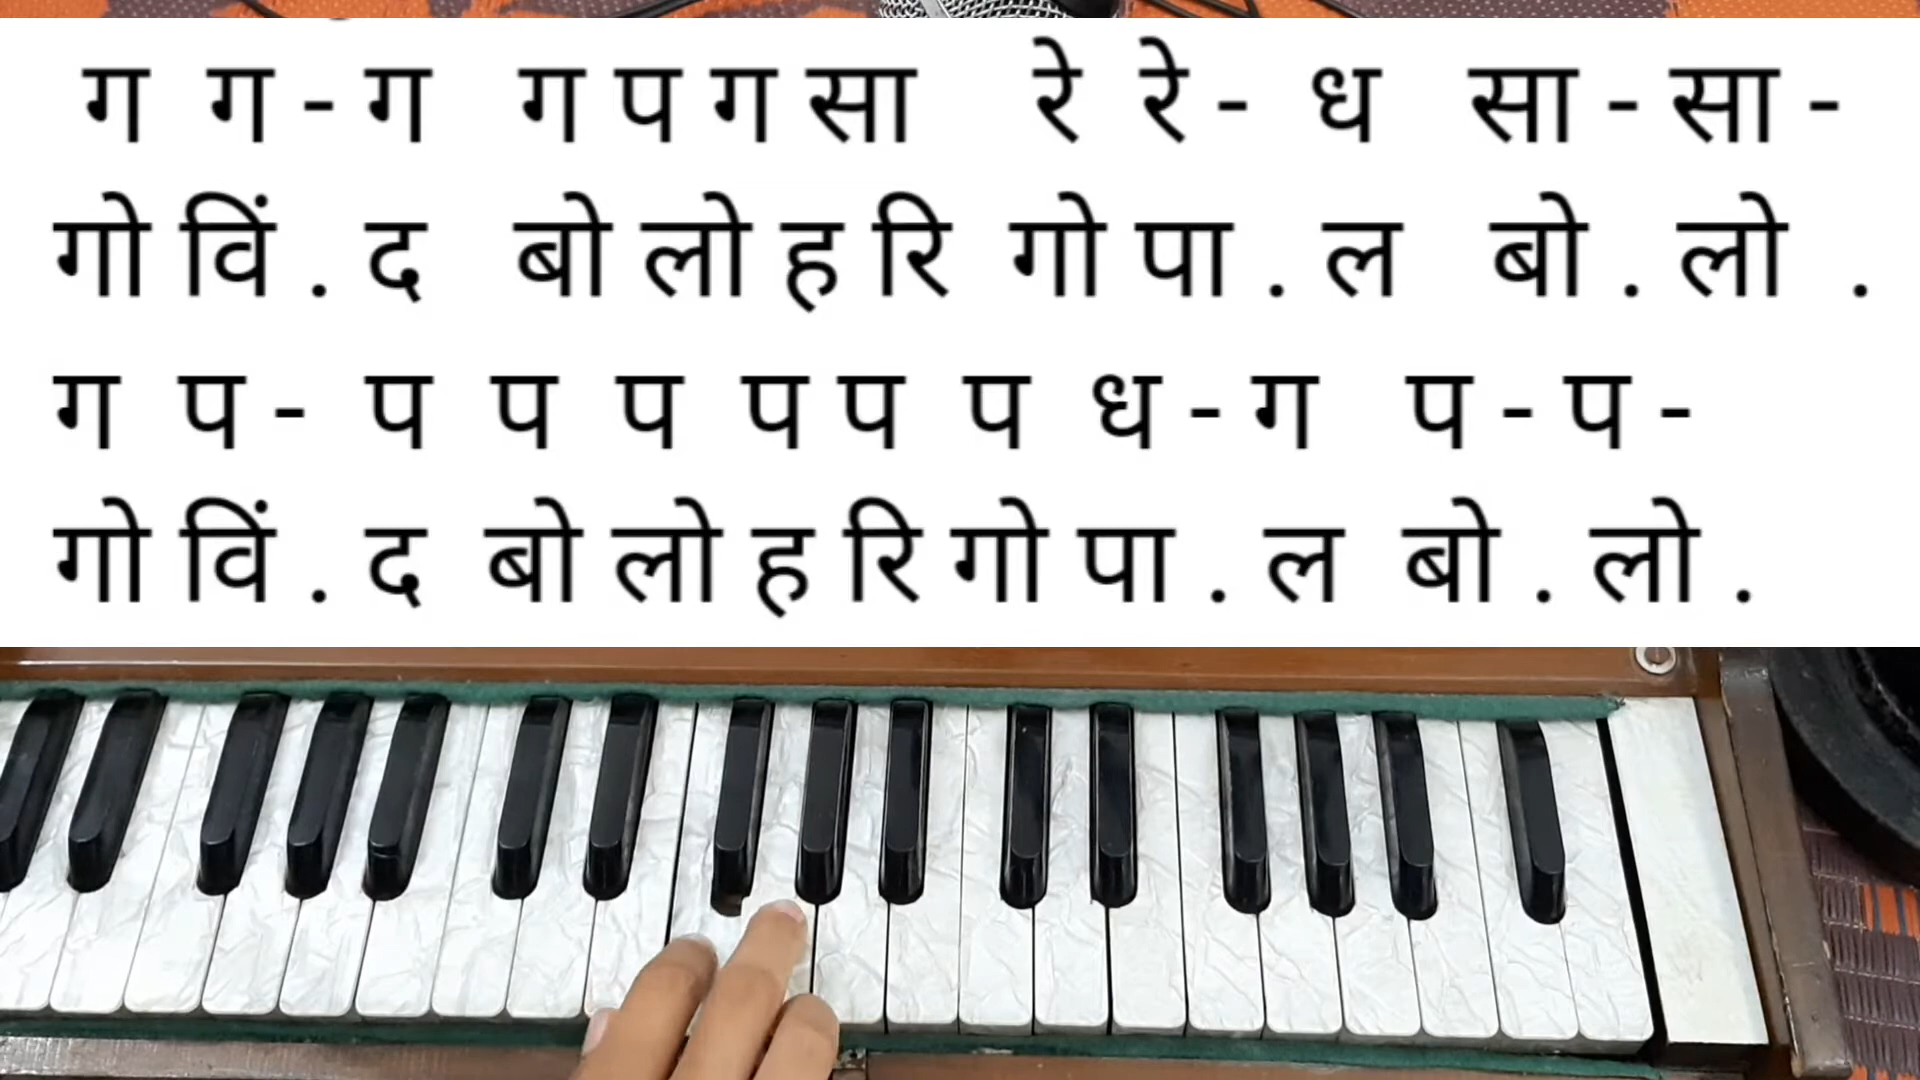 ग ग - ग ग प ग सा रे रे - ध सा - सा -
गो विं . द बो लो ह रि गो पा . ल बो . लो .
ग प - प प प प प प ध - ग प - प -
गो विं . द बो लो ह रि गो पा . ल बो . लो .